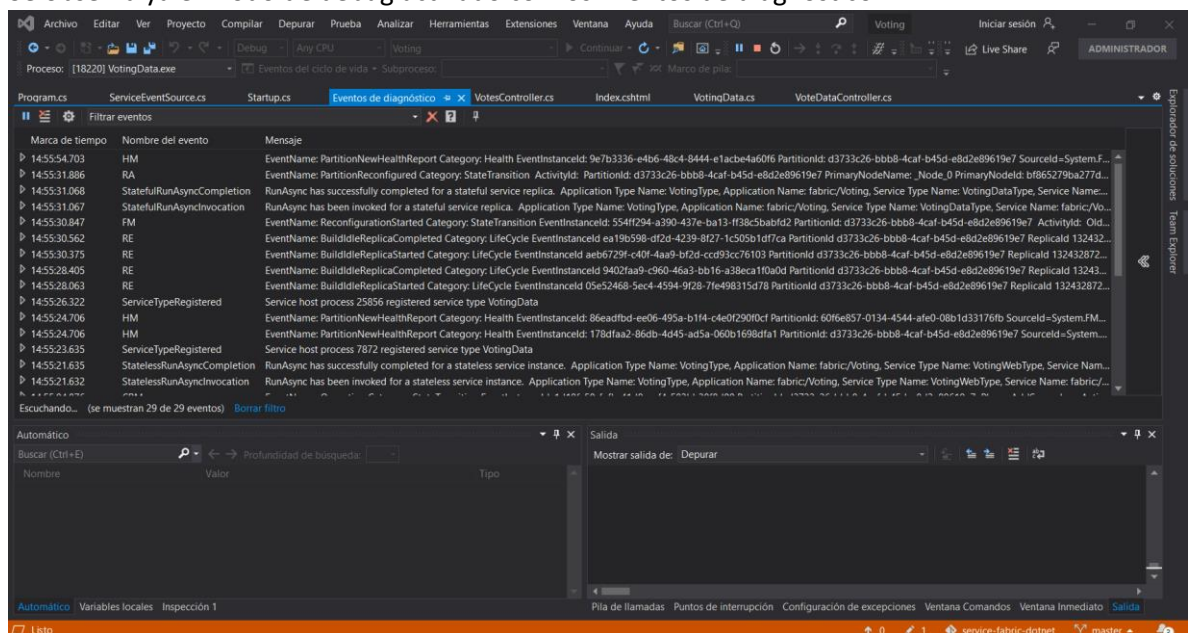 Archivo Editar Ver Proyecto Compilar Depurar Prueba Analizar Herramientas Extensiones Ventana Ayuda Buscar (Ctrl+Q) Voting Iniciar sesión
Debug Any CPU Voting Continuar Live Share ADMINISTRADOR
Proceso: [18220] VotingData.exe Eventos del ciclo de vida Subproceso: Marco de pila:
Program.cs ServiceEventSource.cs Startup.cs Eventos de diagnóstico VotesController.cs Index.cshtml VotingData.cs VoteDataController.cs
Filtrar eventos
Marca de tiempo Nombre del evento Mensaje
14:55:54.703 HM EventName: PartitionNewHealthReport Category: Health EventInstanceId: 9e7b3336-e4b6-48c4-8444-e1acbe4a60f6 PartitionId: d3733c26-bbb8-4caf-b45d-e8d2e89619e7 SourceId=System.F...
14:55:31.886 RA EventName: PartitionReconfigured Category: StateTransition ActivityId: PartitionId: d3733c26-bbb8-4caf-b45d-e8d2e89619e7 PrimaryNodeName: _Node_0 PrimaryNodeId: bf865279ba277d...
14:55:31.068 StatefulRunAsyncCompletion RunAsync has successfully completed for a stateful service replica. Application Type Name: VotingType, Application Name: fabric:/Voting, Service Type Name: VotingDataType, Service Name:...
14:55:31.067 StatefulRunAsyncInvocation RunAsync has been invoked for a stateful service replica. Application Type Name: VotingType, Application Name: fabric:/Voting, Service Type Name: VotingDataType, Service Name: fabric:/Vo...
14:55:30.847 FM EventName: ReconfigurationStarted Category: StateTransition EventInstanceId: 554ff294-a390-437e-ba13-ff38c5babfd2 PartitionId: d3733c26-bbb8-4caf-b45d-e8d2e89619e7 ActivityId: Old...
14:55:30.562 RE EventName: BuildIdleReplicaCompleted Category: LifeCycle EventInstanceId ea19b598-df2d-4239-8f27-1c505b1df7ca PartitionId d3733c26-bbb8-4caf-b45d-e8d2e89619e7 ReplicaId 132432...
14:55:30.375 RE EventName: BuildIdleReplicaCompleted Category: LifeCycle EventInstanceId aeb6729f-c40f-4aa9-bf2d-ccd93cc76103 PartitionId d3733c26-bbb8-4caf-b45d-e8d2e89619e7 ReplicaId 132432872...
14:55:28.405 RE EventName: BuildIdleReplicaCompleted Category: LifeCycle EventInstanceId 9402faa9-c960-46a3-bb16-a38eca1f0a0d PartitionId d3733c26-bbb8-4caf-b45d-e8d2e89619e7 ReplicaId 13243...
14:55:28.063 RE EventName: BuildIdleReplicaCompleted Category: LifeCycle EventInstanceId 05e52468-5ec4-4594-9f28-7fe498315d78 PartitionId d3733c26-bbb8-4caf-b45d-e8d2e89619e7 ReplicaId 132432872...
14:55:26.322 ServiceTypeRegistered Service host process 25856 registered service type VotingData
14:55:24.706 HM EventName: PartitionNewHealthReport Category: Health EventInstanceId: 86eadfbd-ee06-495a-b1f4-c4e0f290f0cf PartitionId: 60f6e857-0134-4544-afe0-08b1d33176fb SourceId=System.FM...
14:55:24.706 HM EventName: PartitionNewHealthReport Category: Health EventInstanceId: 178dfaa2-86db-4d45-ad5a-060b1698dfa1 PartitionId: d3733c26-bbb8-4caf-b45d-e8d2e89619e7 SourceId=System....
14:55:23.635 ServiceTypeRegistered Service host process 7872 registered service type VotingData
14:55:21.635 StatelessRunAsyncCompletion RunAsync has successfully completed for a stateless service instance. Application Type Name: VotingType, Application Name: fabric:/Voting, Service Type Name: VotingWebType, Service Nam...
14:55:21.632 StatelessRunAsyncInvocation RunAsync has been invoked for a stateless service instance. Application Type Name: VotingType, Application Name: fabric:/Voting, Service Type Name: VotingWebType, Service Name: fabric:/...
Escuchando... (se muestran 29 de 29 eventos) Borrar filtro
Explorador de soluciones
Team Explorer
Automático
Buscar (Ctrl+E) Profundidad de búsqueda:
Nombre Valor Tipo
Salida
Mostrar salida de: Depurar
Automático Variables locales Inspección 1
Pila de llamadas Puntos de interrupción Configuración de excepciones Ventana Comandos Ventana Inmediato Salida
Listo 0 1 service-fabric-dotnet master 2